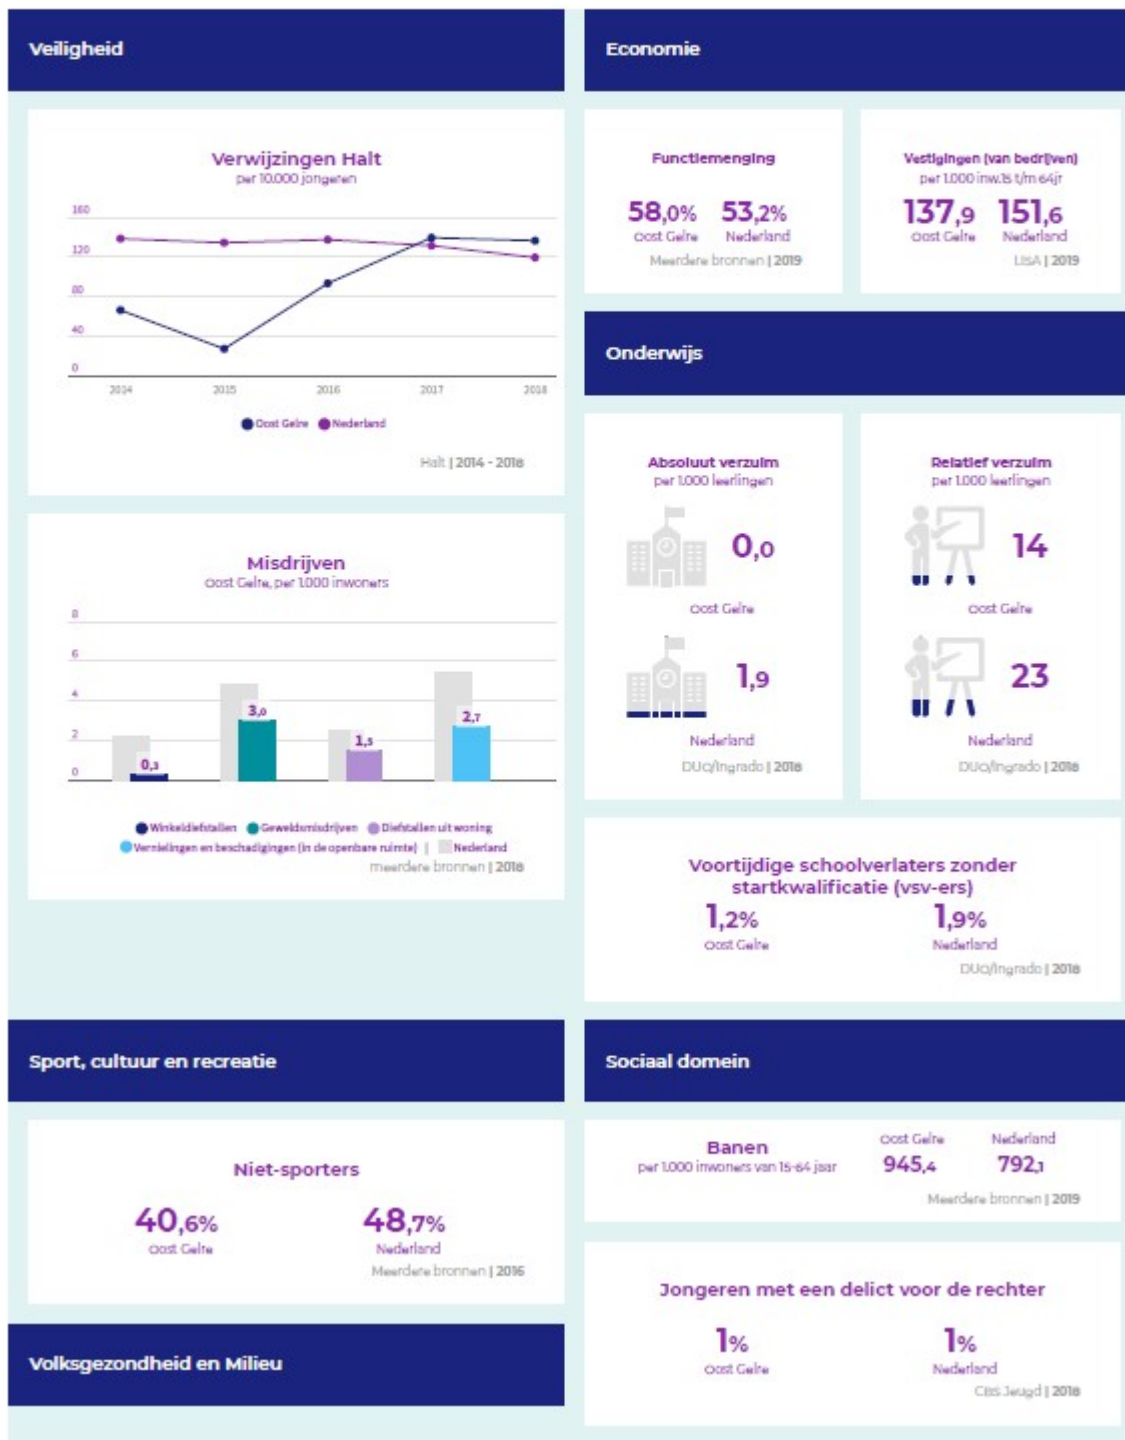 Veiligheid
Verwijzingen Halt
per 10.000 jongeren
160
120
80
40
0
2014 2015 2016 2017 2018
Oost Gelre Nederland
Halt | 2014 - 2018
Misdrijven
Oost Gelre, per 1.000 inwoners
8
6
4
2
0
0,3
3,0
1,5
2,7
Winkeldiefstallen Geweldsmisdrijven Diefstallen uit woning
Vernielingen en beschadigingen (in de openbare ruimte) | Nederland
meerdere bronnen | 2018
Economie
Functiemenging
58,0% 53,2%
Oost Gelre Nederland
Meerdere bronnen | 2019
Vestigingen (van bedrijven)
per 1.000 inw.15 t/m 64jr
137,9 151,6
Oost Gelre Nederland
LISA | 2019
Onderwijs
Absoluut verzuim
per 1.000 leerlingen
0,0
Oost Gelre
1,9
Nederland
DUO/Ingrado | 2018
Relatief verzuim
per 1.000 leerlingen
14
Oost Gelre
23
Nederland
DUO/Ingrado | 2018
Voortijdige schoolverlaters zonder
startkwalificatie (vsv-ers)
1,2% 1,9%
Oost Gelre Nederland
DUO/Ingrado | 2018
Sport, cultuur en recreatie
Niet-sporters
40,6% 48,7%
Oost Gelre Nederland
Meerdere bronnen | 2016
Volksgezondheid en Milieu
Sociaal domein
Banen
per 1.000 inwoners van 15-64 jaar
Oost Gelre Nederland
945,4 792,1
Meerdere bronnen | 2019
Jongeren met een delict voor de rechter
1% 1%
Oost Gelre Nederland
CBS Jeugd | 2018